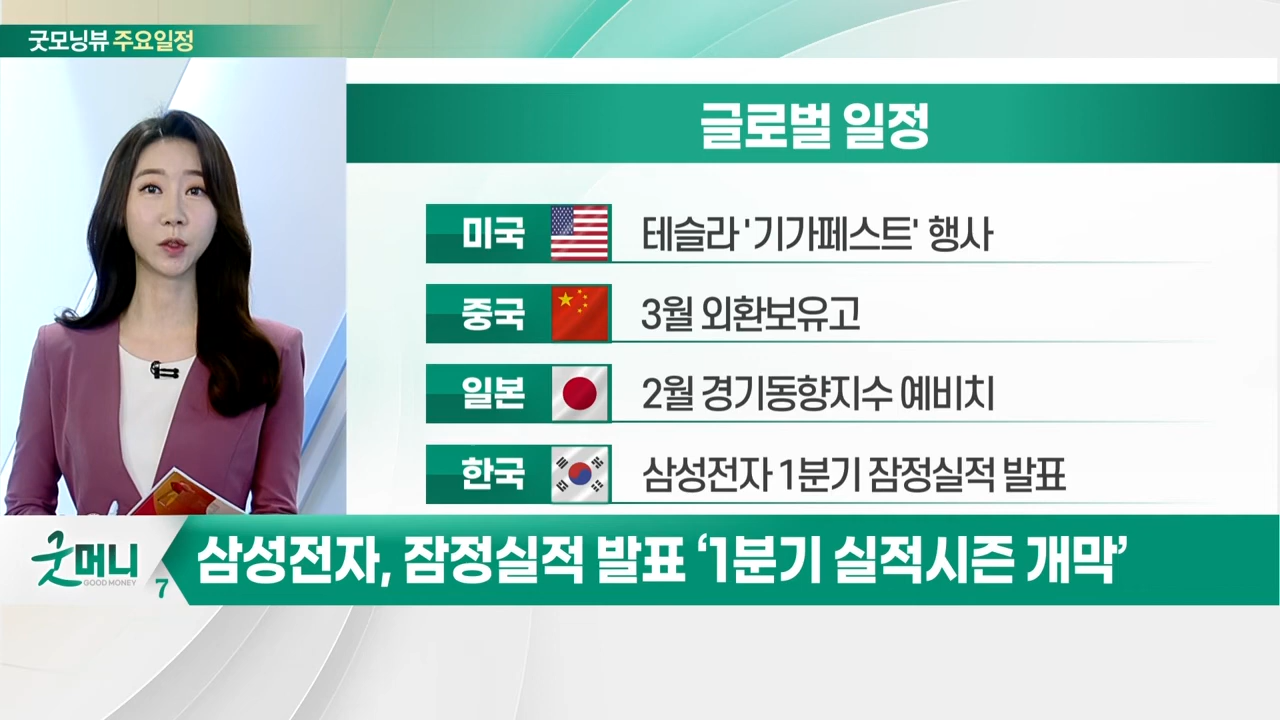 굿모닝뷰 주요일정
글로벌 일정
미국 테슬라 '기가페스트' 행사
중국 3월 외환보유고
일본 2월 경기동향지수 예비치
한국 삼성전자 1분기 잠정실적 발표
굿머니
GOOD MONEY
7
삼성전자, 잠정실적 발표 ‘1분기 실적시즌 개막’